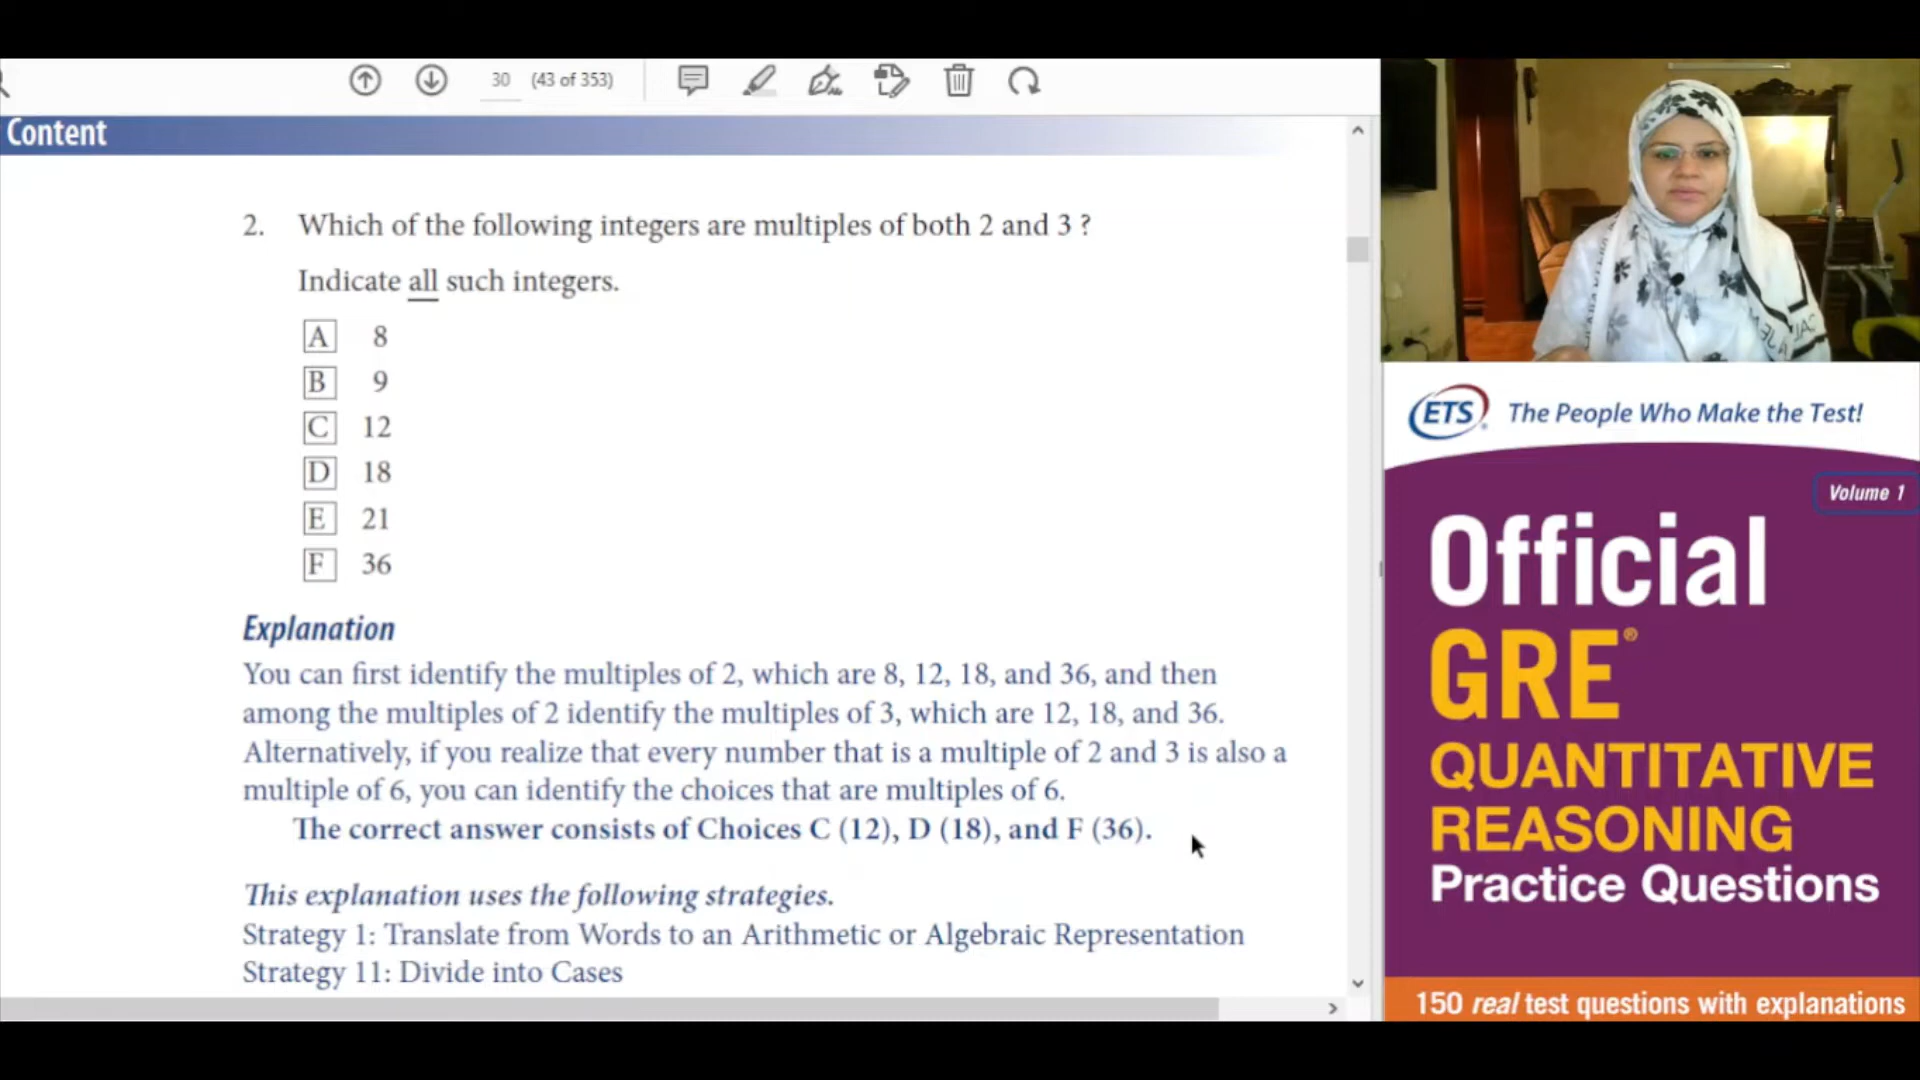 30 (43 of 353)
Content
2. Which of the following integers are multiples of both 2 and 3 ?
Indicate all such integers.
A 8
B 9
C 12
D 18
E 21
F 36
Explanation
You can first identify the multiples of 2, which are 8, 12, 18, and 36, and then
among the multiples of 2 identify the multiples of 3, which are 12, 18, and 36.
Alternatively, if you realize that every number that is a multiple of 2 and 3 is also a
multiple of 6, you can identify the choices that are multiples of 6.
The correct answer consists of Choices C (12), D (18), and F (36).
This explanation uses the following strategies.
Strategy 1: Translate from Words to an Arithmetic or Algebraic Representation
Strategy 11: Divide into Cases
ETS® The People Who Make the Test!
Volume 1
Official
GRE®
QUANTITATIVE
REASONING
Practice Questions
150 real test questions with explanations